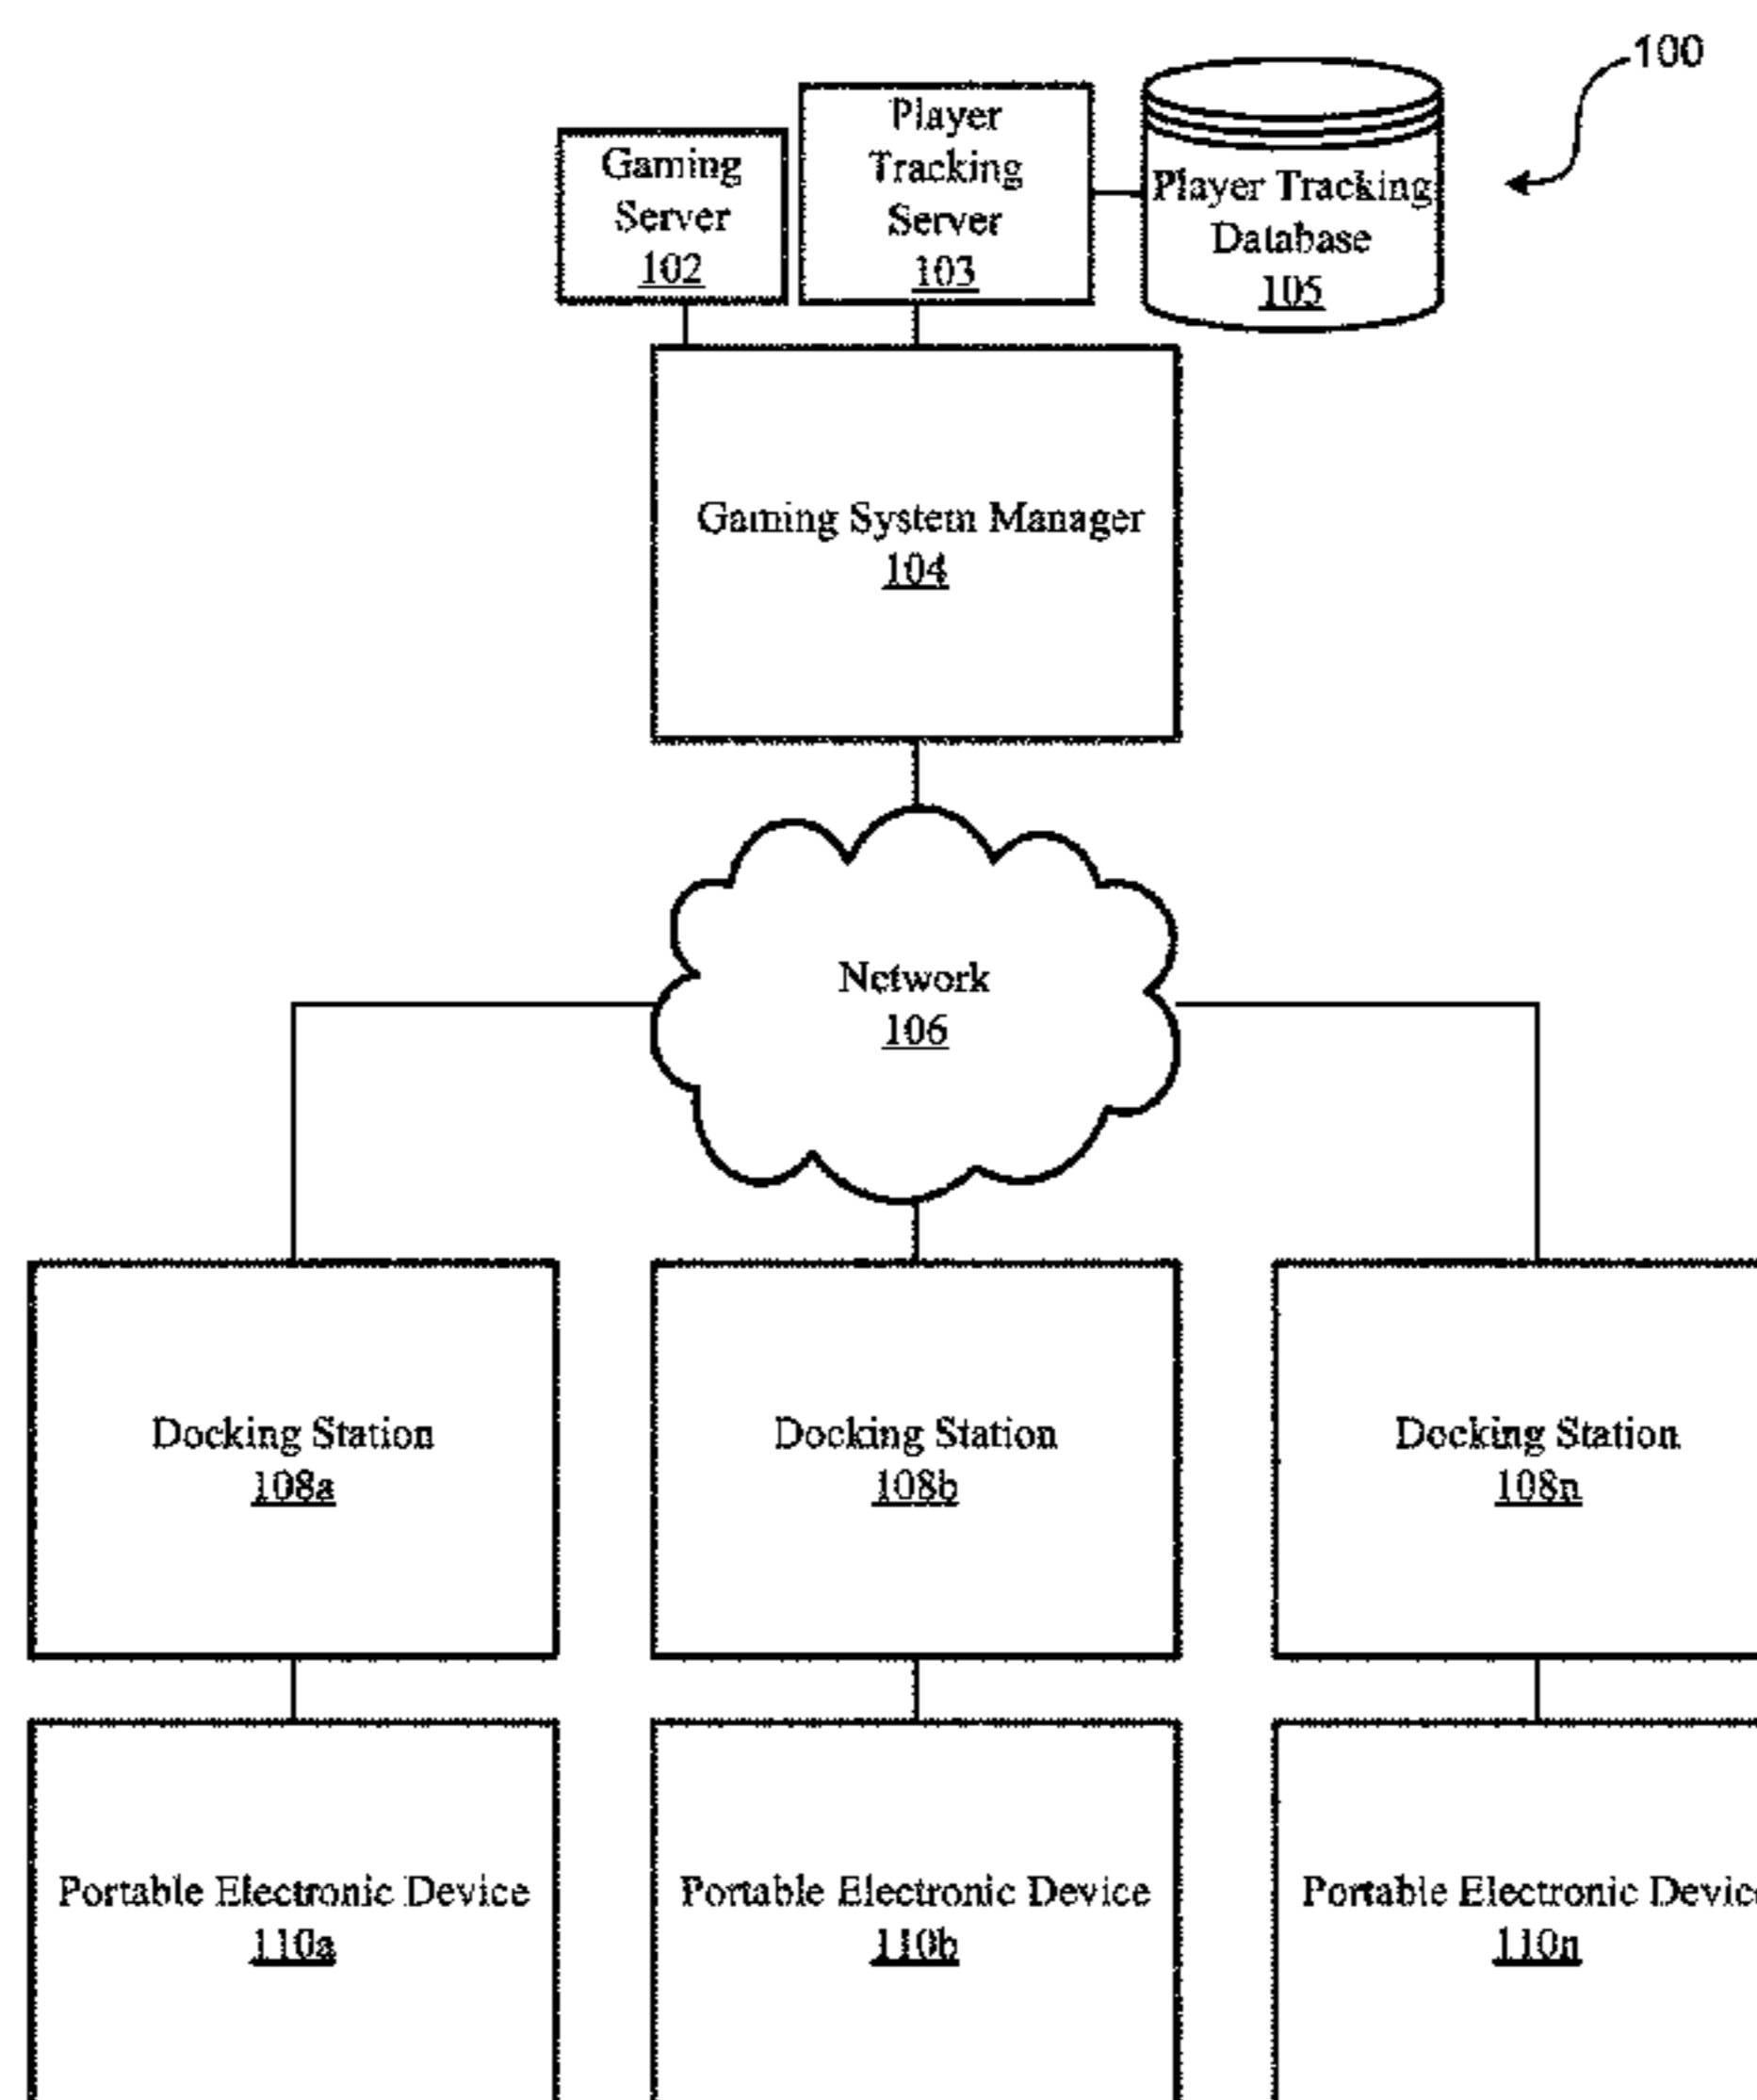 100
Gaming
Server
102
Player
Tracking
Server
103
Player Tracking
Database
105
Gaming System Manager
104
Network
106
Docking Station
108a
Docking Station
108b
Docking Station
108n
Portable Electronic Device
110a
Portable Electronic Device
110b
Portable Electronic Device
110n